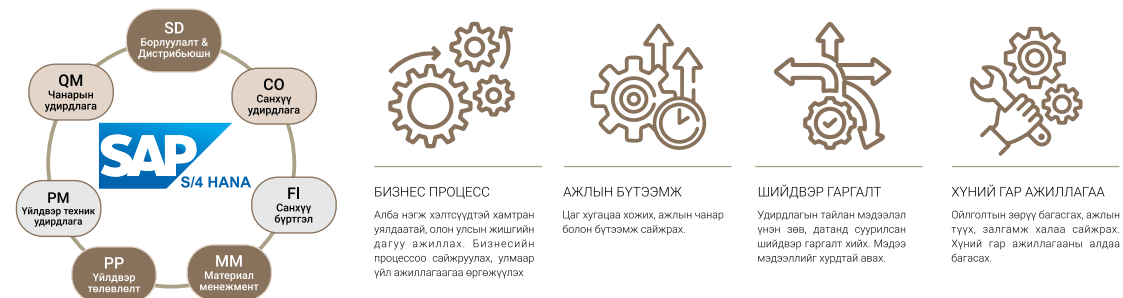 SD
Борлуулалт &
Дистрибьюшн
QM
Чанарын
удирдлага
CO
Санхүү
удирдлага
SAP
S/4 HANA
PM
Үйлдвэр техник
удирдлага
FI
Санхүү
бүртгэл
PP
Үйлдвэр
төлөвлөлт
MM
Материал
менежмент
БИЗНЕС ПРОЦЕСС
Алба нэгж хэлтсүүдтэй хамтран
уялдаатай, олон улсын жишгийн
дагуу ажиллах. Бизнесийн
процессоо сайжруулах, улмаар
үйл ажиллагаагаа өргөжүүлэх
АЖЛЫН БҮТЭЭМЖ
Цаг хугацаа хожих, ажлын чанар
болон бүтээмж сайжрах.
ШИЙДВЭР ГАРГАЛТ
Удирдлагын тайлан мэдээлэл
үнэн зөв, датанд суурилсан
шийдвэр гаргалт хийх. Мэдээ
мэдээллийг хурдтай авах.
ХҮНИЙ ГАР АЖИЛЛАГАА
Ойлголтын зөрүү багасгах, ажлын
түүх, залгамж халаа сайжрах.
Хүний гар ажиллагааны алдаа
багасах.